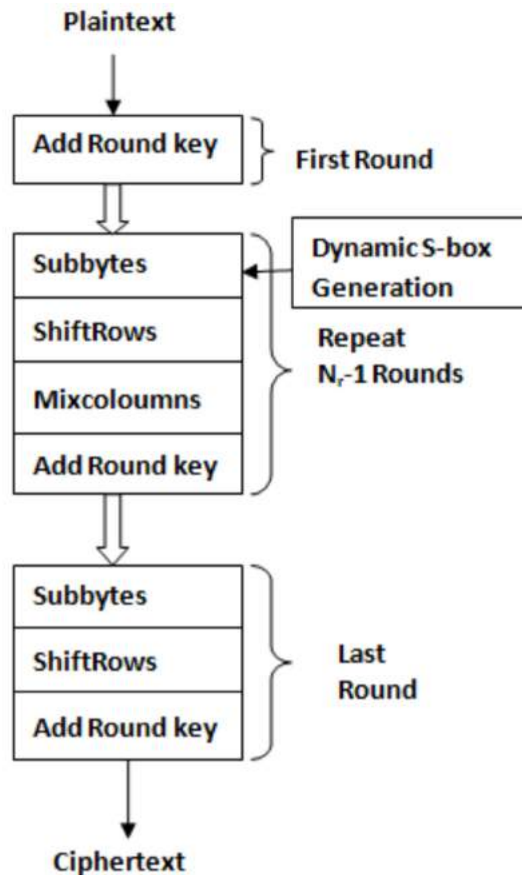 Plaintext
Add Round key
First Round
Subbytes
Dynamic S-box
Generation
ShiftRows
Repeat
Nᵣ-1 Rounds
Mixcoloumns
Add Round key
Subbytes
ShiftRows
Last
Round
Add Round key
Ciphertext